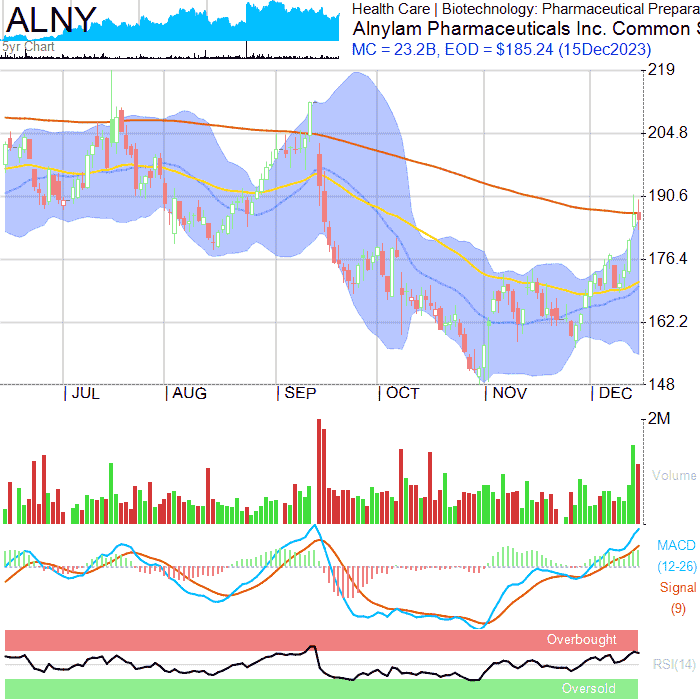 ALNY
5yr Chart
Health Care | Biotechnology: Pharmaceutical Prepara
Alnylam Pharmaceuticals Inc. Common S
MC = 23.2B, EOD = $185.24 (15Dec2023)
219
204.8
190.6
176.4
162.2
148
| JUL | AUG | SEP | OCT | NOV | DEC
2M
Volume
MACD
(12-26)
Signal
(9)
Overbought
RSI(14)
Oversold